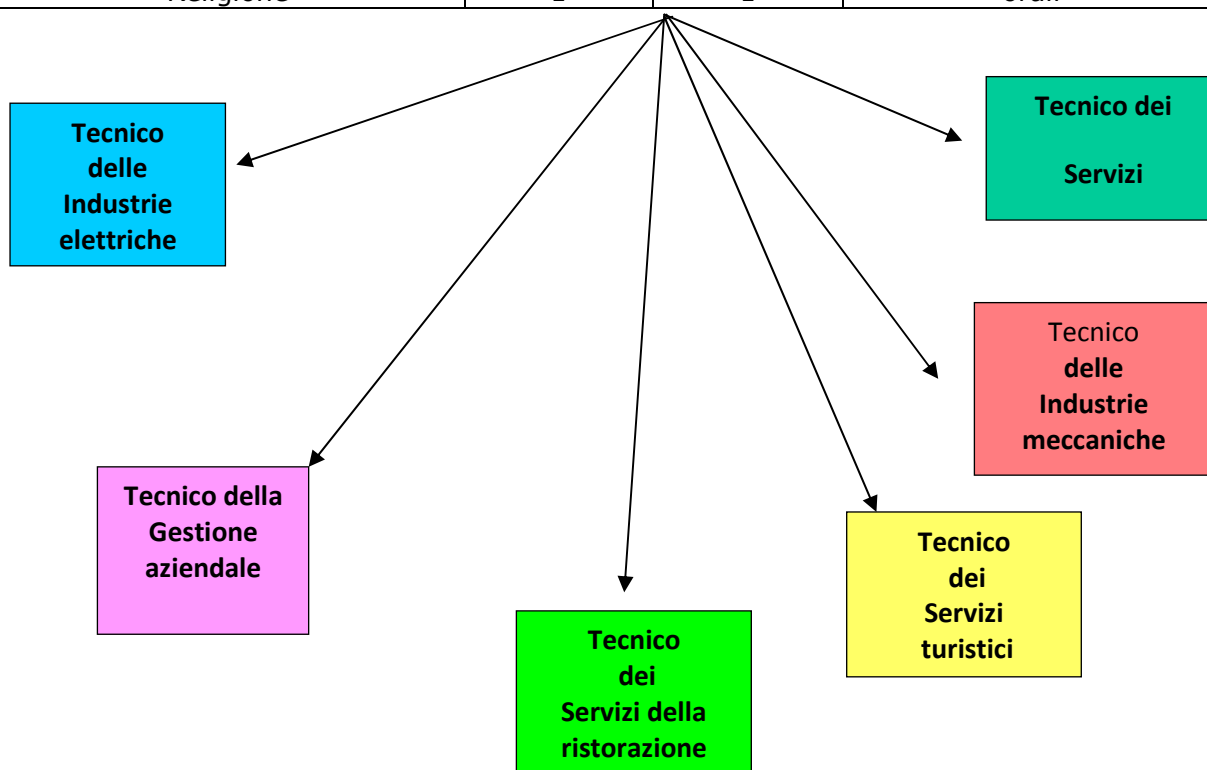 Tecnico
delle
Industrie
elettriche
Tecnico dei
Servizi
Tecnico
delle
Industrie
meccaniche
Tecnico della
Gestione
aziendale
Tecnico
dei
Servizi
turistici
Tecnico
dei
Servizi della
ristorazione